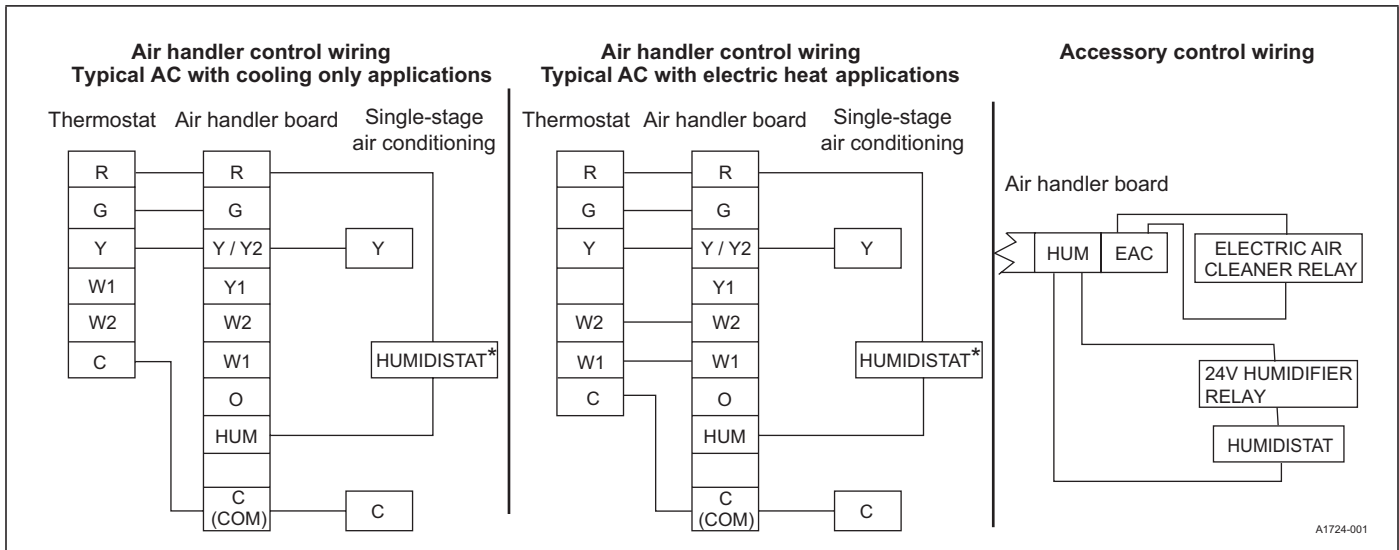 Air handler control wiring
Typical AC with cooling only applications
Thermostat Air handler board Single-stage
air conditioning
R R
G G
Y Y / Y2 Y
W1 Y1
W2 W2
C W1 HUMIDISTAT*
O
HUM
C
(COM) C
Air handler control wiring
Typical AC with electric heat applications
Thermostat Air handler board Single-stage
air conditioning
R R
G G
Y Y / Y2 Y
Y1
W2 W2
W1 W1 HUMIDISTAT*
C O
HUM
C
(COM) C
Accessory control wiring
Air handler board
HUM EAC ELECTRIC AIR
CLEANER RELAY
24V HUMIDIFIER
RELAY
HUMIDISTAT
A1724-001